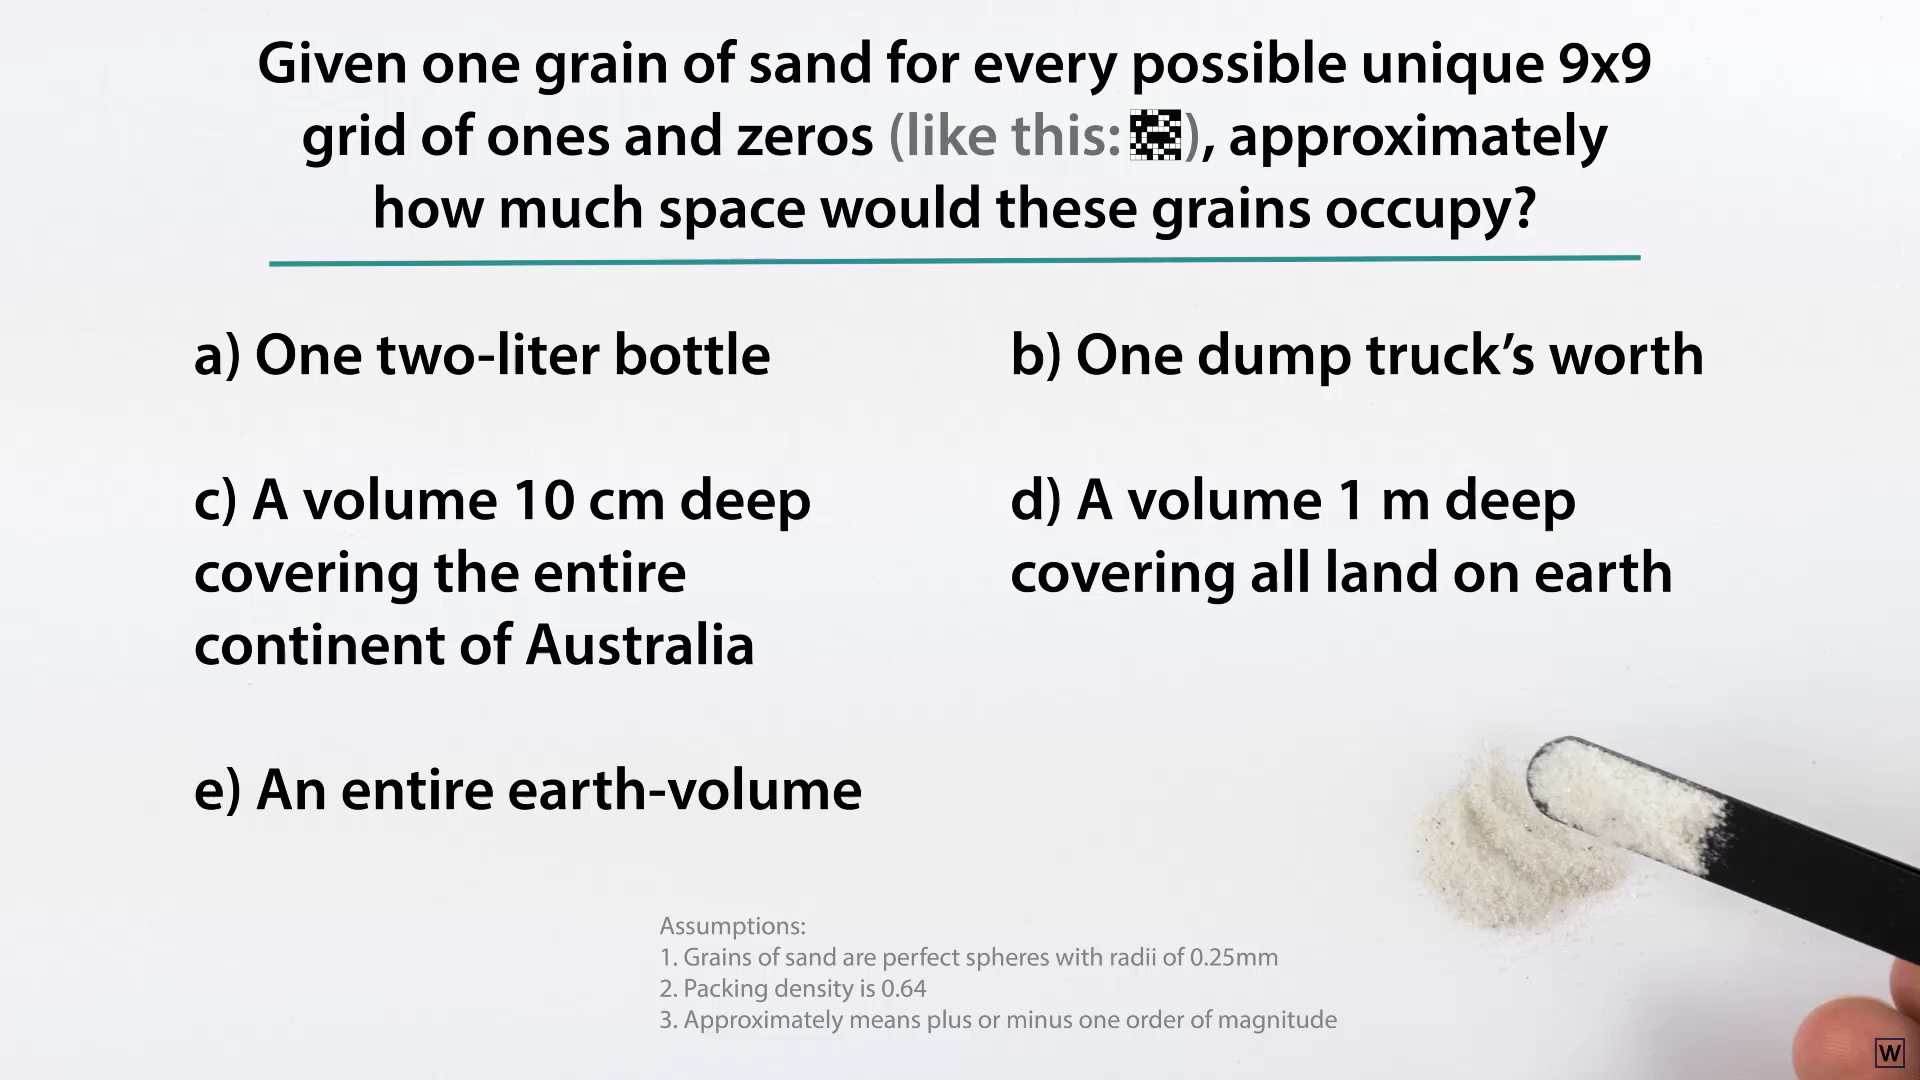 Given one grain of sand for every possible unique 9x9
grid of ones and zeros (like this: ), approximately
how much space would these grains occupy?
a) One two-liter bottle
b) One dump truck’s worth
c) A volume 10 cm deep
covering the entire
continent of Australia
d) A volume 1 m deep
covering all land on earth
e) An entire earth-volume
Assumptions:
1. Grains of sand are perfect spheres with radii of 0.25mm
2. Packing density is 0.64
3. Approximately means plus or minus one order of magnitude
W